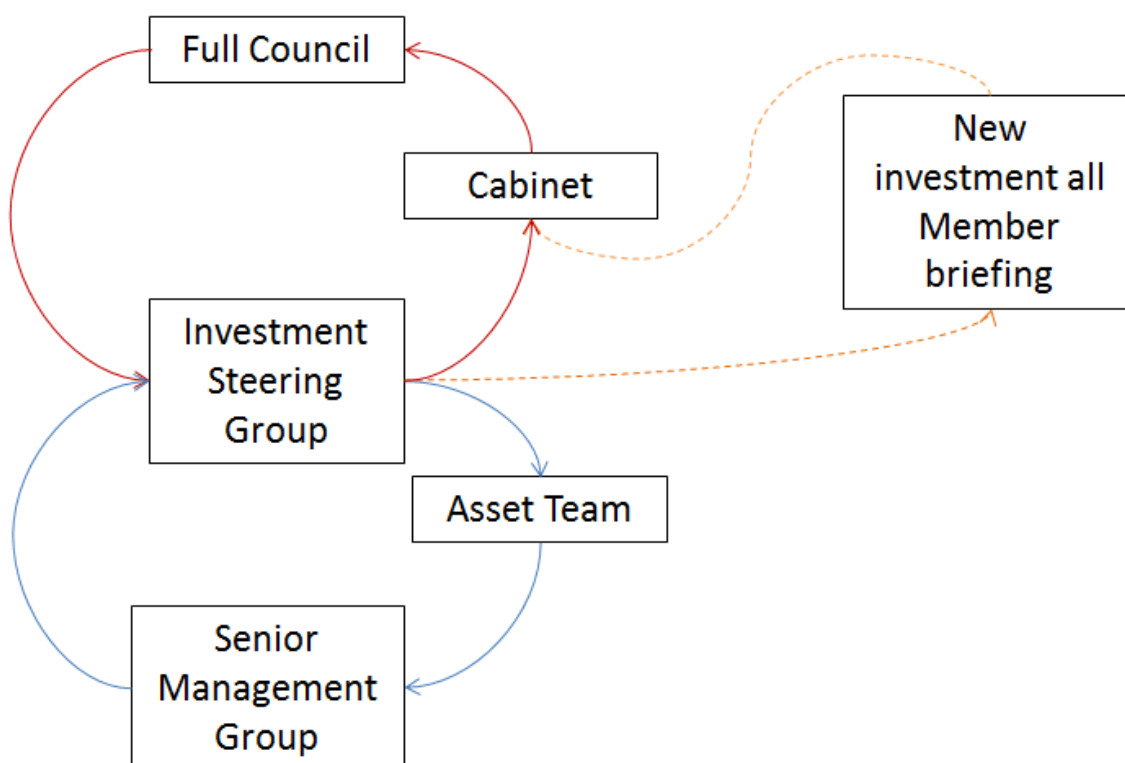 Full Council
Cabinet
New
investment all
Member
briefing
Investment
Steering
Group
Asset Team
Senior
Management
Group